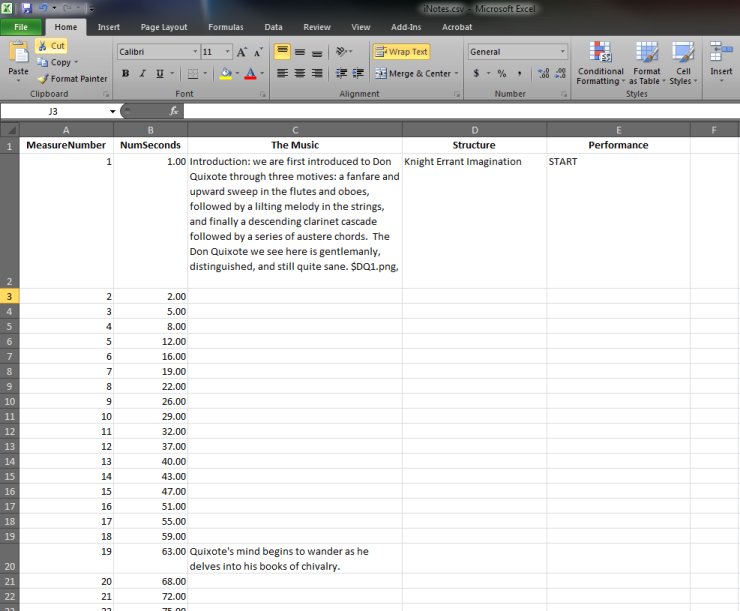 iNotes.csv - Microsoft Excel
File Home Insert Page Layout Formulas Data Review View Add-Ins Acrobat
Paste
Cut
Copy
Format Painter
Clipboard
Calibri 11
B I U
Font
Wrap Text
Merge & Center
Alignment
General
$ % ,
Number
Conditional Formatting
Format as Table
Cell Styles
Styles
Insert
J3 fx
A B C D E F
1 MeasureNumber NumSeconds The Music Structure Performance
1 1.00 Introduction: we are first introduced to Don Knight Errant Imagination START
Quixote through three motives: a fanfare and
upward sweep in the flutes and oboes,
followed by a lilting melody in the strings,
and finally a descending clarinet cascade
followed by a series of austere chords. The
Don Quixote we see here is gentlemanly,
distinguished, and still quite sane. $DQ1.png,
2
3 2 2.00
4 3 5.00
5 4 8.00
6 5 12.00
7 6 16.00
8 7 19.00
9 8 22.00
10 9 26.00
11 10 29.00
12 11 32.00
13 12 37.00
14 13 40.00
15 14 43.00
16 15 47.00
17 16 51.00
18 17 55.00
19 18 59.00
19 63.00 Quixote's mind begins to wander as he
20 delves into his books of chivalry.
21 20 68.00
22 21 72.00
22 75.00